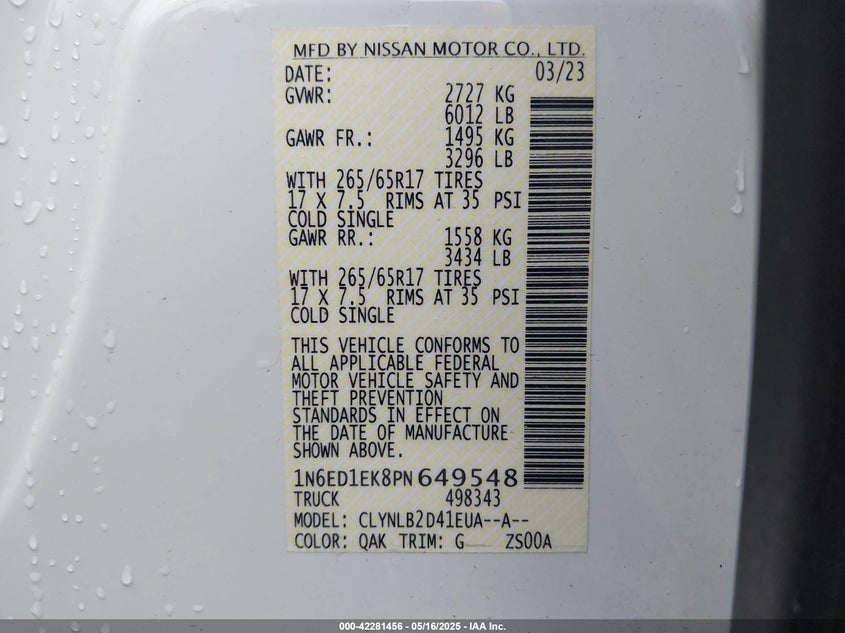 MFD BY NISSAN MOTOR CO., LTD.
DATE: 03/23
GVWR: 2727 KG
6012 LB
GAWR FR.: 1495 KG
3296 LB
WITH 265/65R17 TIRES
17 X 7.5 RIMS AT 35 PSI
COLD SINGLE
GAWR RR.: 1558 KG
3434 LB
WITH 265/65R17 TIRES
17 X 7.5 RIMS AT 35 PSI
COLD SINGLE
THIS VEHICLE CONFORMS TO
ALL APPLICABLE FEDERAL
MOTOR VEHICLE SAFETY AND
THEFT PREVENTION
STANDARDS IN EFFECT ON
THE DATE OF MANUFACTURE
SHOWN ABOVE.
1N6ED1EK8PN649548
TRUCK 498343
MODEL: CLYNLB2D41EUA--A--
COLOR: QAK TRIM: G ZS00A
000-42281456 - 05/16/2025 - IAA Inc.